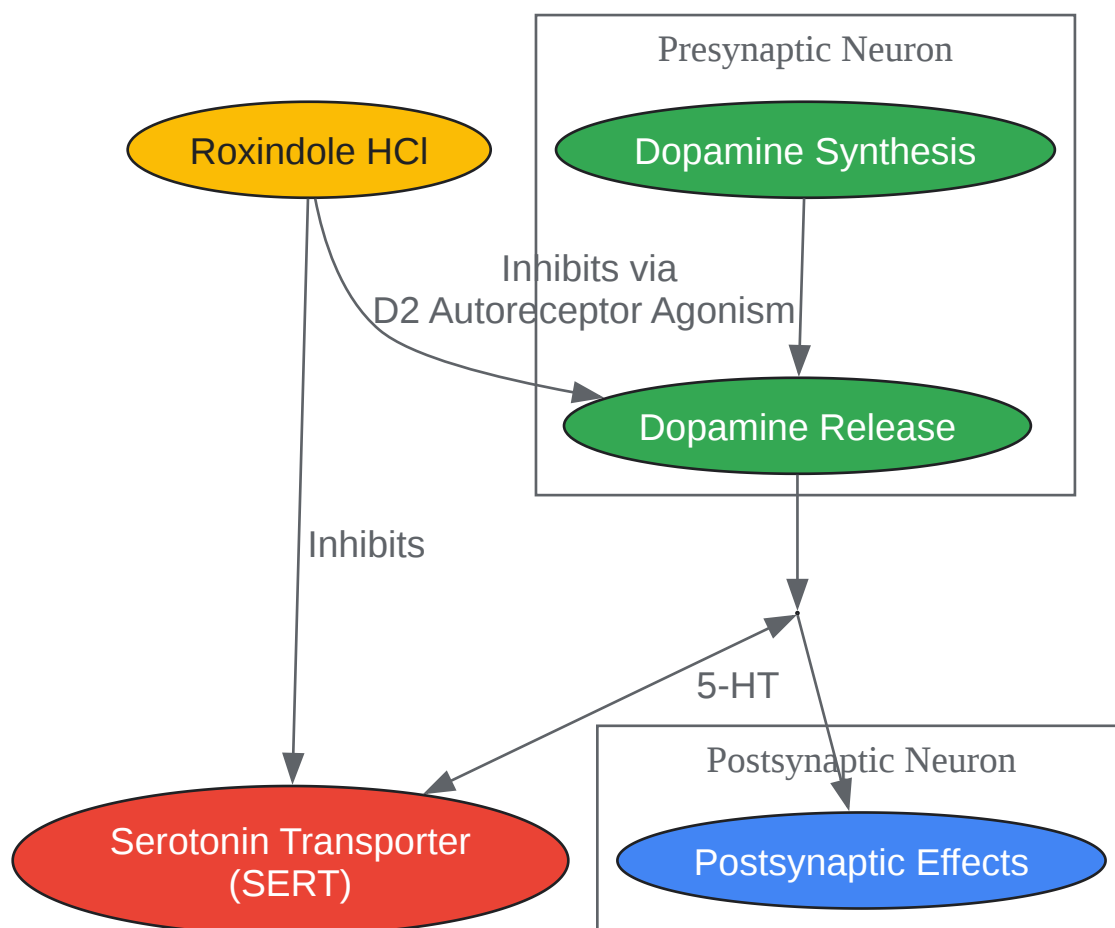 Presynaptic Neuron
Roxindole HCl
Dopamine Synthesis
Inhibits via
D2 Autoreceptor Agonism
Dopamine Release
Inhibits
5-HT
Postsynaptic Neuron
Serotonin Transporter
(SERT)
Postsynaptic Effects